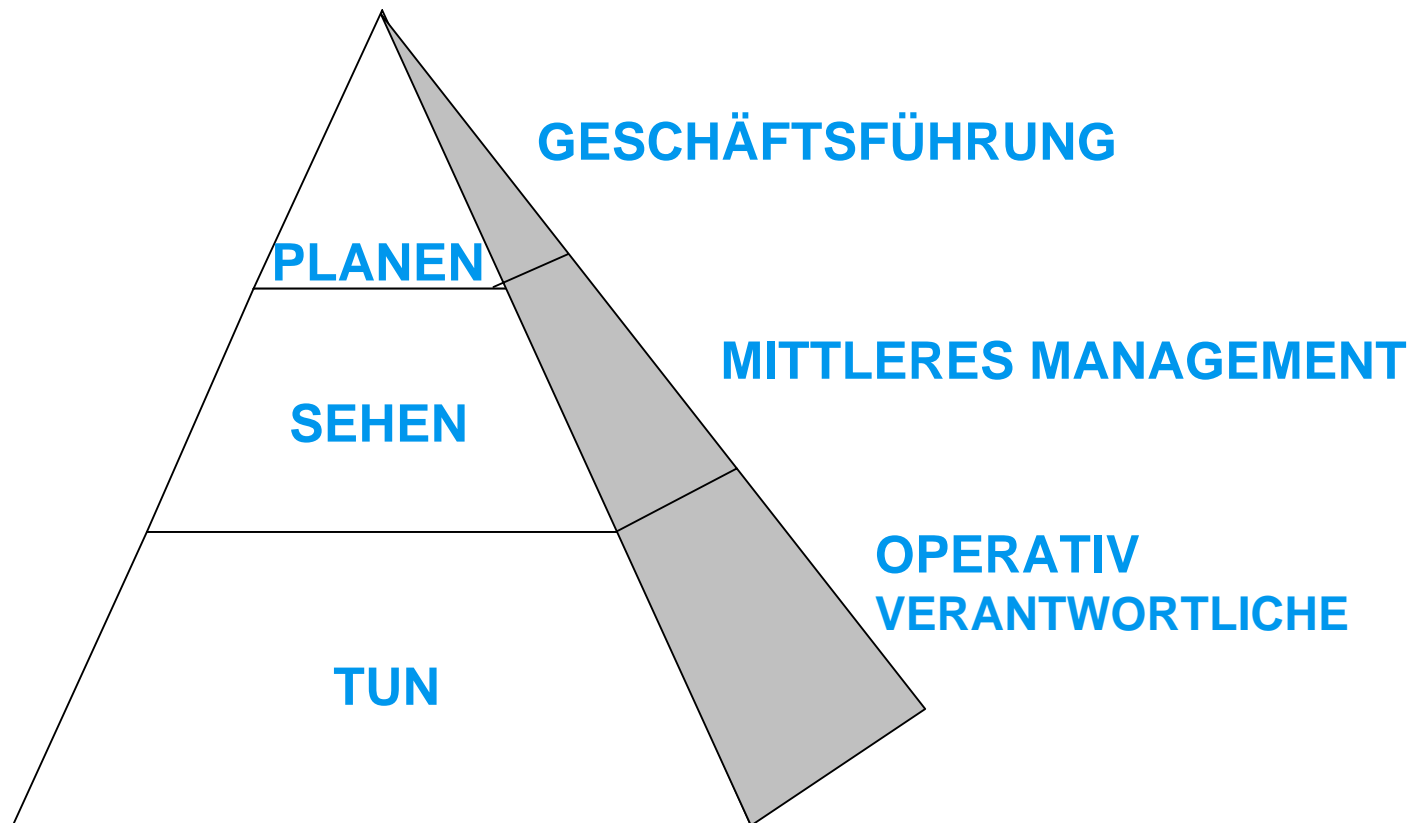 GESCHÄFTSFÜHRUNG
PLANEN
MITTLERES MANAGEMENT
SEHEN
OPERATIV
VERANTWORTLICHE
TUN